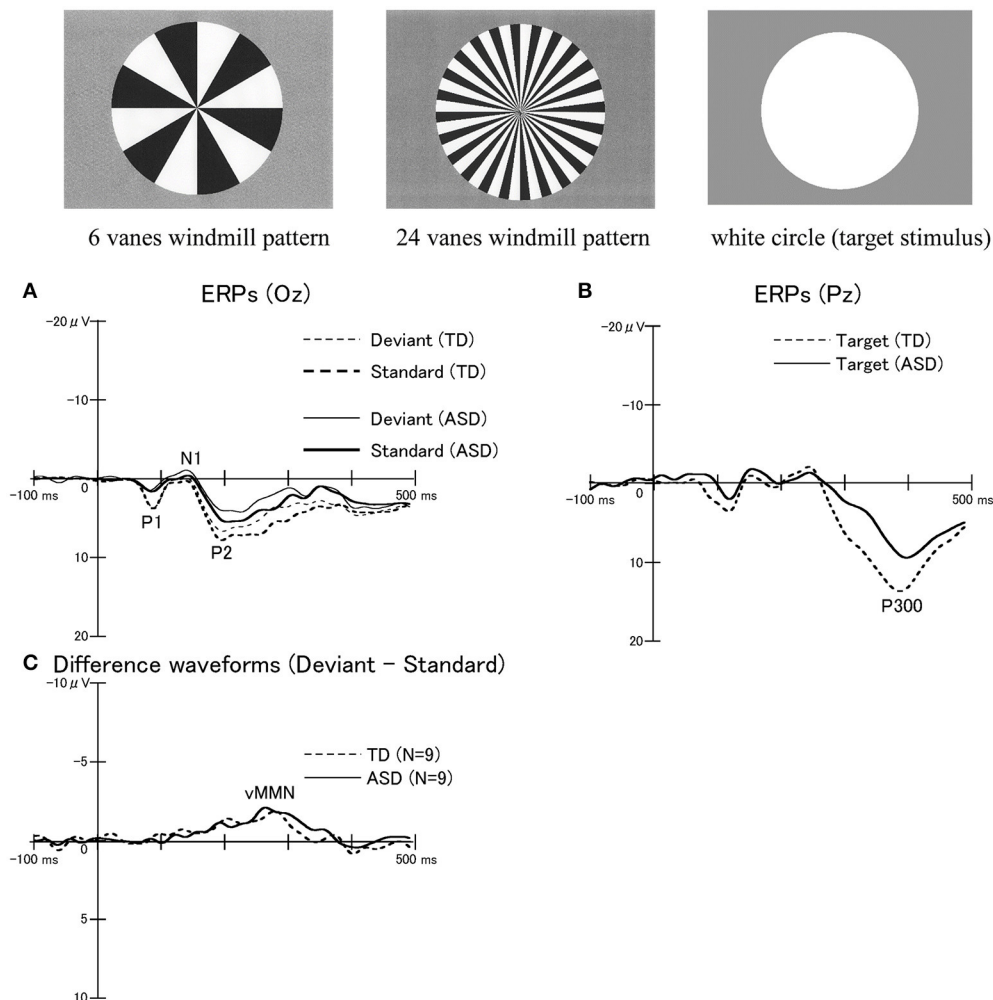 6 vanes windmill pattern
24 vanes windmill pattern
white circle (target stimulus)
A
ERPs (Oz)
-20 μV
-10
0
10
20
-100 ms
500 ms
Deviant (TD)
Standard (TD)
Deviant (ASD)
Standard (ASD)
N1
P1
P2
B
ERPs (Pz)
-20 μV
-10
0
10
20
-100 ms
500 ms
Target (TD)
Target (ASD)
P300
C Difference waveforms (Deviant - Standard)
-10 μV
-5
0
5
10
-100 ms
500 ms
TD (N=9)
ASD (N=9)
vMMN